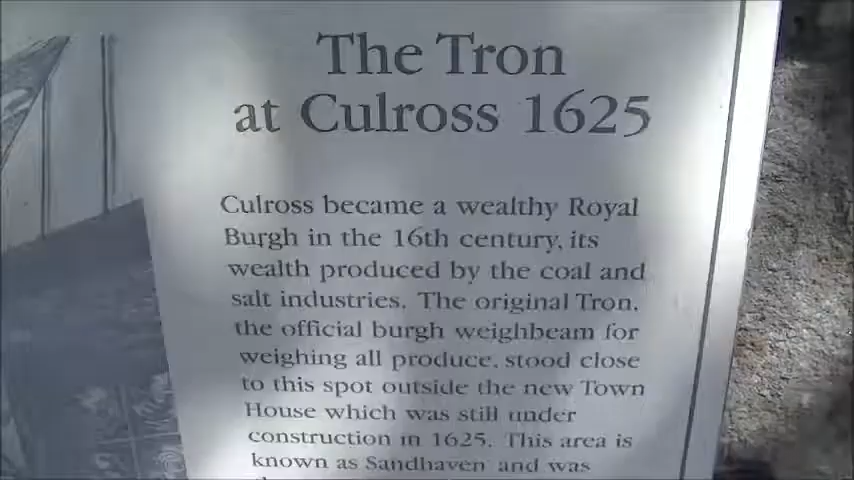 The Tron
at Culross 1625
Culross became a wealthy Royal
Burgh in the 16th century, its
wealth produced by the coal and
salt industries. The original Tron,
the official burgh weighbeam for
weighing all produce, stood close
to this spot outside the new Town
House which was still under
construction in 1625. This area is
known as Sandhaven and was